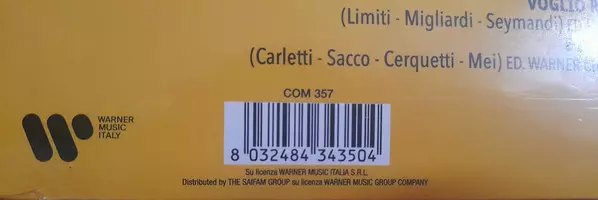 VOGLIO
(Limiti - Migliardi - Seymandi)
(Carletti - Sacco - Cerquetti - Mei) ED. WARNER
COM 357
WARNER
MUSIC
ITALY
8 032484 343504
Su licenza WARNER MUSIC ITALIA S.R.L.
Distributed by THE SAIFAM GROUP su licenza WARNER MUSIC GROUP COMPANY